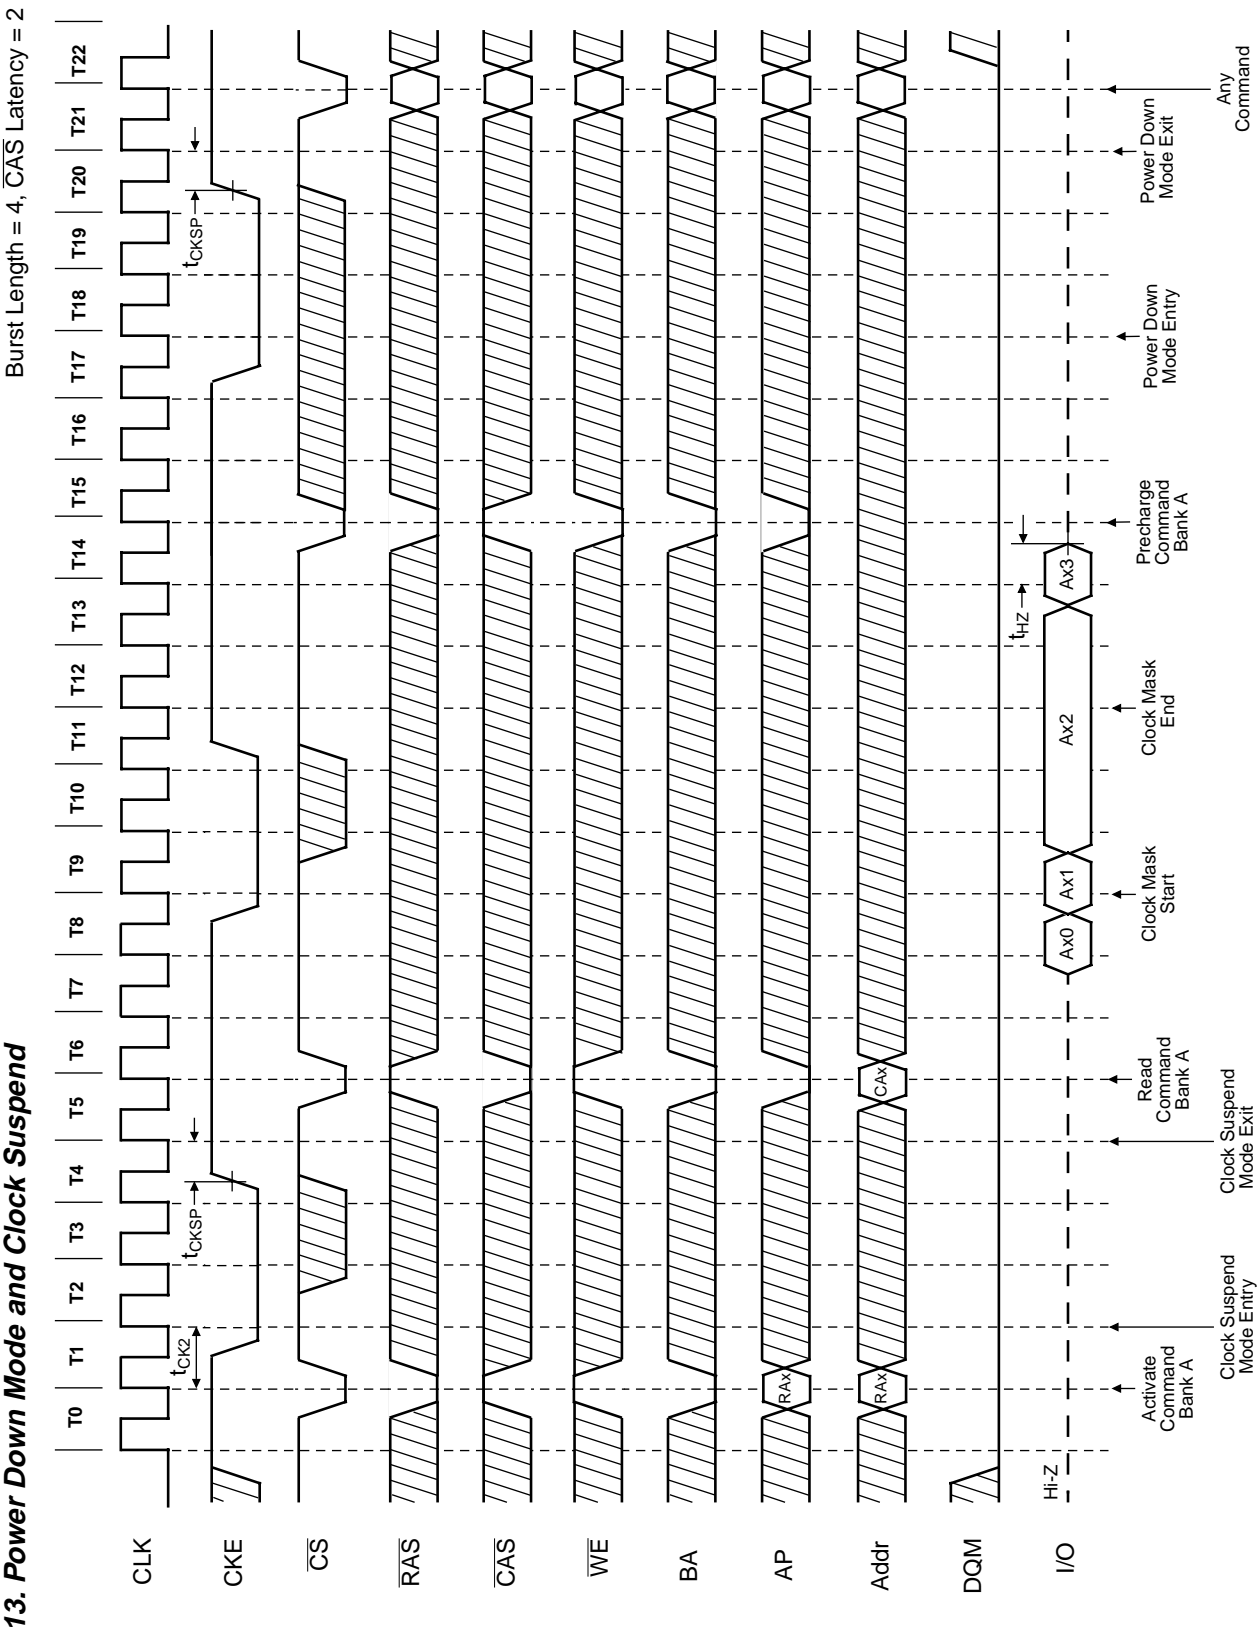 13. Power Down Mode and Clock Suspend
Burst Length = 4, CAS Latency = 2
T0 T1 T2 T3 T4 T5 T6 T7 T8 T9 T10 T11 T12 T13 T14 T15 T16 T17 T18 T19 T20 T21 T22
CLK
tCK2
tCKSP
tCKSP
CKE
CS
RAS
CAS
WE
BA
AP
RAx
Addr
RAx
CAx
DQM
tHZ
I/O
Hi-Z
Ax0
Ax1
Ax2
Ax3
Activate
Command
Bank A
Clock Suspend
Mode Entry
Clock Suspend
Mode Exit
Read
Command
Bank A
Clock Mask
Start
Clock Mask
End
Precharge
Command
Bank A
Power Down
Mode Entry
Power Down
Mode Exit
Any
Command